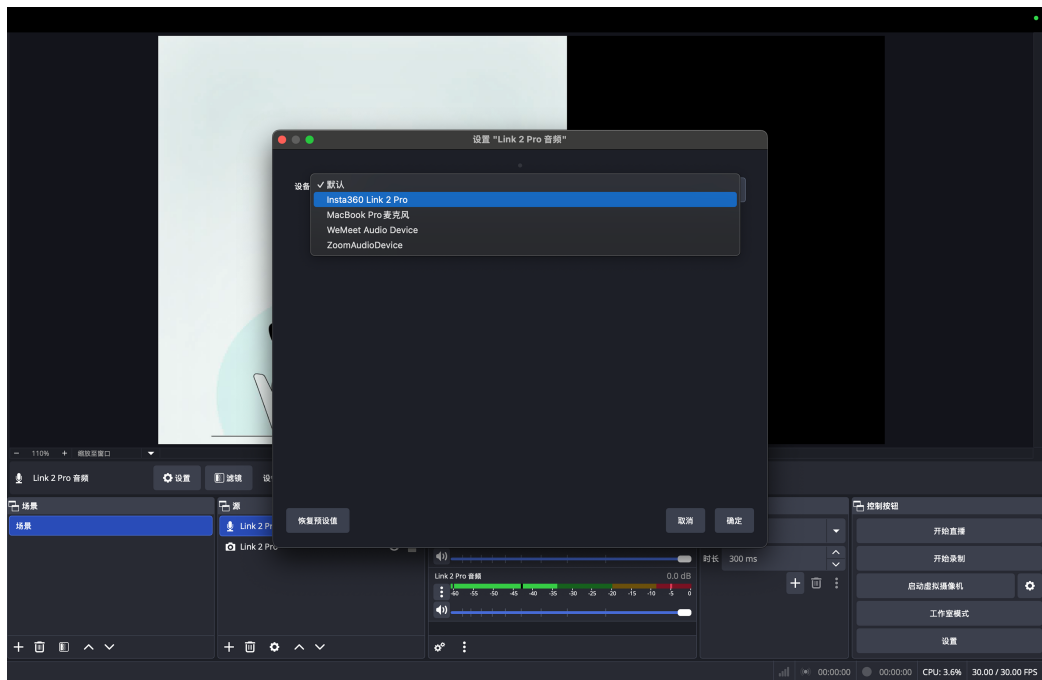 设置 "Link 2 Pro 音频"
设备
✓ 默认
Insta360 Link 2 Pro
MacBook Pro麦克风
WeMeet Audio Device
ZoomAudioDevice
恢复预设值
取消
确定
- 110% + 缩放至窗口
Link 2 Pro 音频
设置
滤镜
场景
场景
源
Link 2 Pr
Link 2 Pro
Link 2 Pro 音频
0.0 dB
-60 -55 -50 -45 -40 -35 -30 -25 -20 -15 -10 -5 0
时长 300 ms
控制按钮
开始直播
开始录制
启动虚拟摄像机
工作室模式
设置
00:00:00
00:00:00
CPU: 3.6%
30.00 / 30.00 FPS